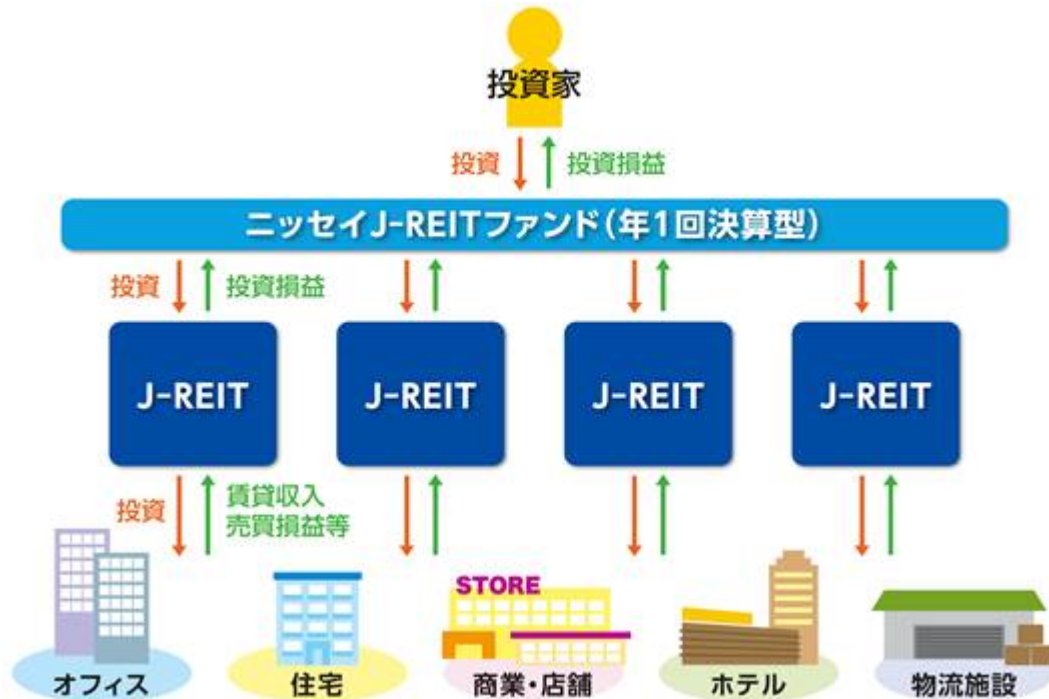 投資家
投資
投資損益
ニッセイJ-REITファンド(年1回決算型)
投資
投資損益
J-REIT
J-REIT
J-REIT
J-REIT
投資
賃貸収入
売買損益等
STORE
オフィス
住宅
商業・店舗
ホテル
物流施設